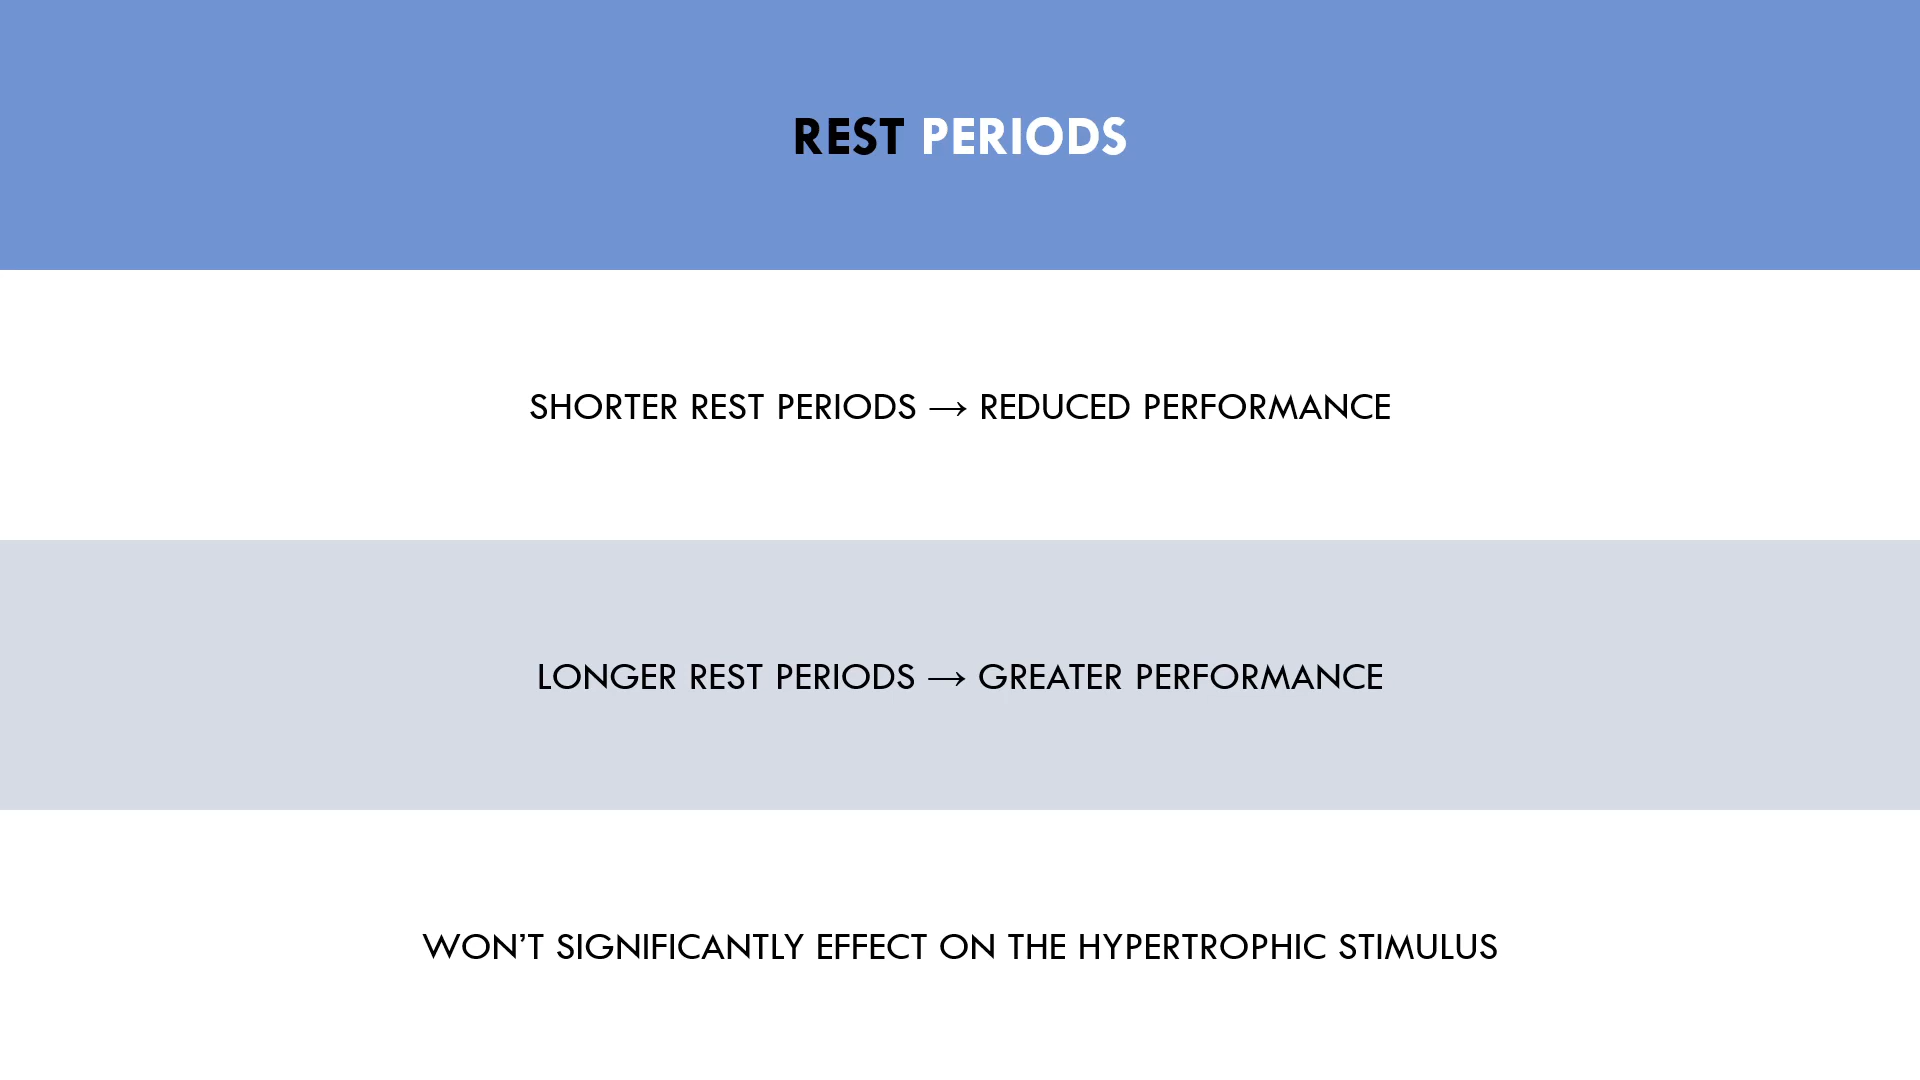 REST PERIODS
SHORTER REST PERIODS → REDUCED PERFORMANCE
LONGER REST PERIODS → GREATER PERFORMANCE
WON’T SIGNIFICANTLY EFFECT ON THE HYPERTROPHIC STIMULUS